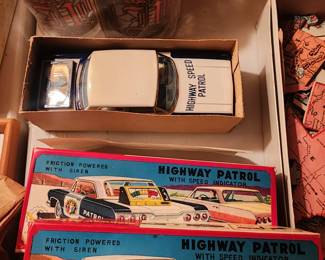 HIGHWAY SPEED
PATROL
FRICTION POWERED
WITH SIREN
HIGHWAY PATROL
WITH SPEED INDICATOR
PATROL
FRICTION POWERED
WITH SIREN
HIGHWAY PATROL
WITH SPEED INDICATOR